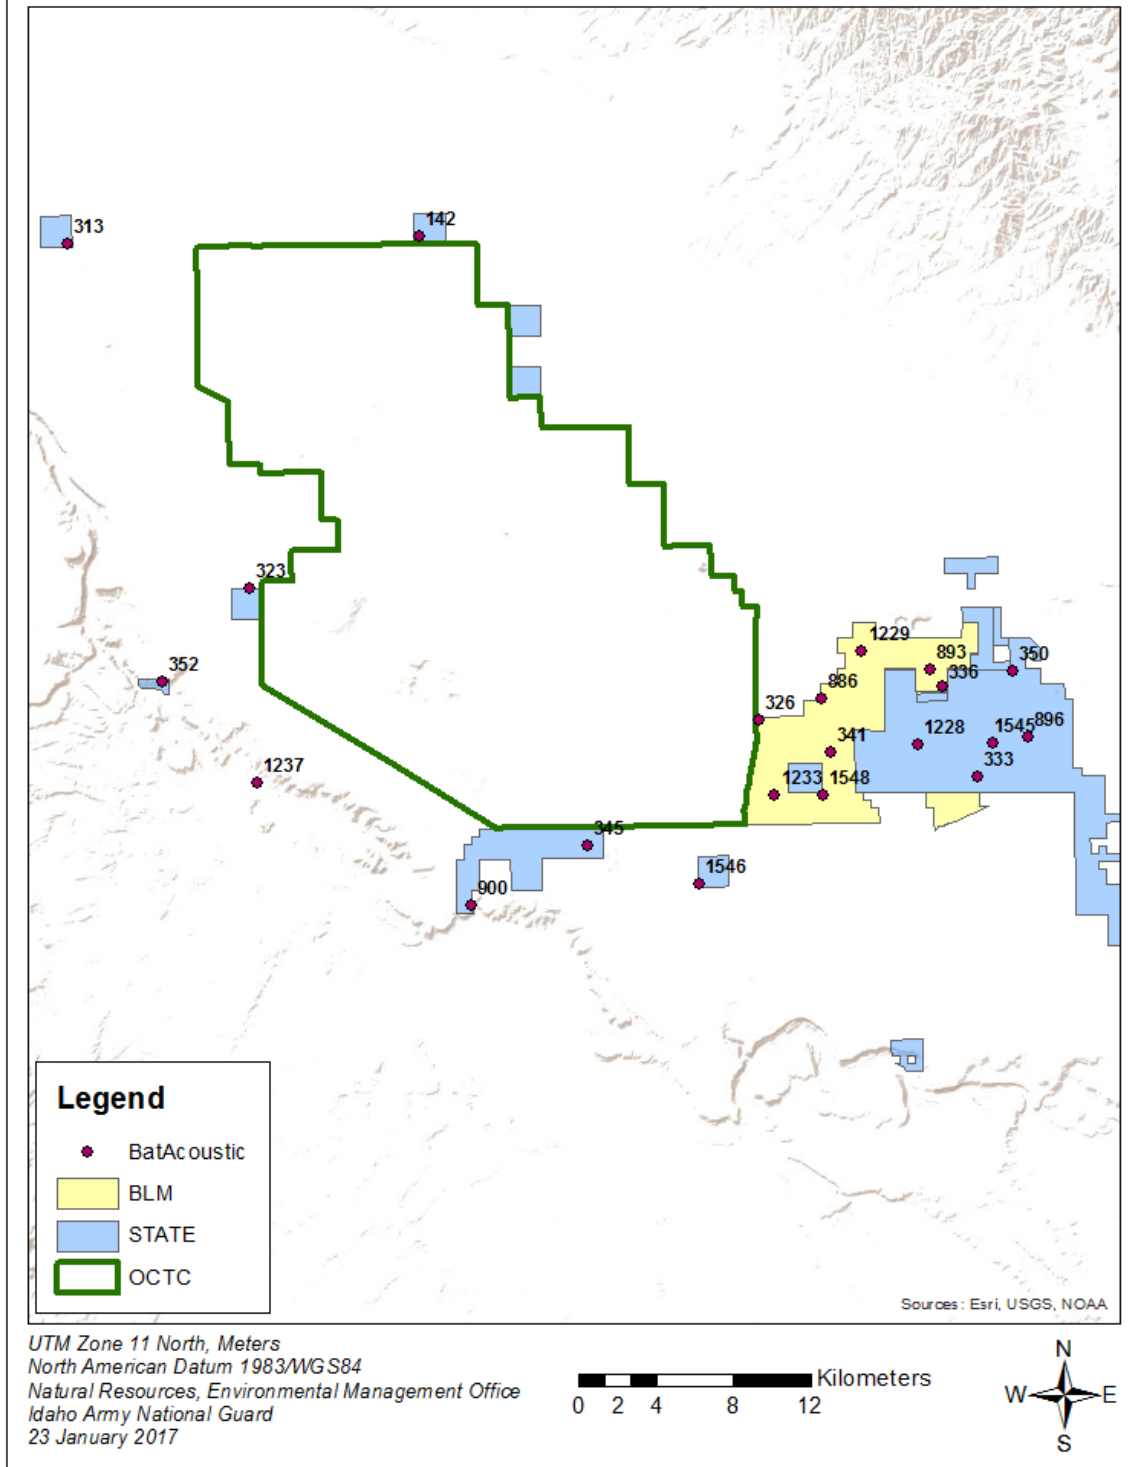 313
142
323
352
1237
1229
893
350
336
886
326
1228
1545
896
341
333
1233
1548
345
1546
900
Legend
BatAcoustic
BLM
STATE
OCTC
Sources: Esri, USGS, NOAA
UTM Zone 11 North, Meters
North American Datum 1983/WGS84
Natural Resources, Environmental Management Office
Idaho Army National Guard
23 January 2017
Kilometers
0 2 4 8 12
N
W E
S